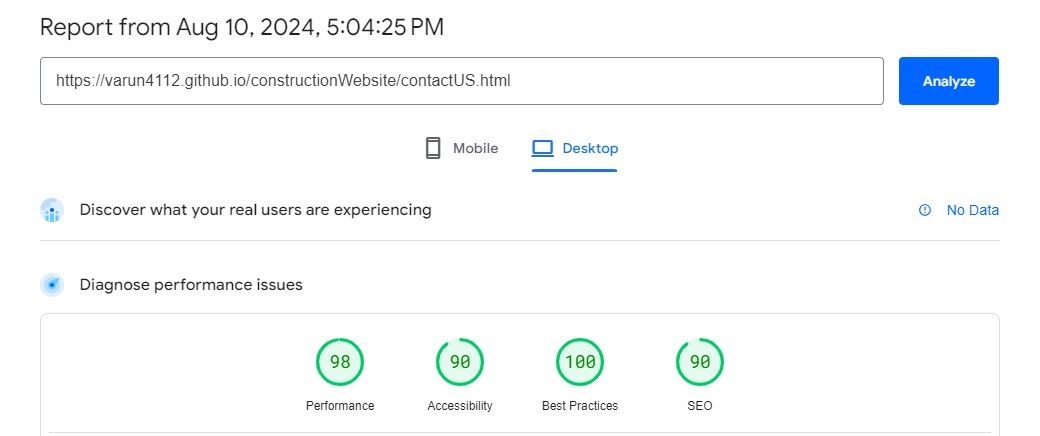 Report from Aug 10, 2024, 5:04:25 PM
https://varun4112.github.io/constructionWebsite/contactUS.html
Analyze
Mobile
Desktop
Discover what your real users are experiencing
No Data
Diagnose performance issues
98
90
100
90
Performance
Accessibility
Best Practices
SEO